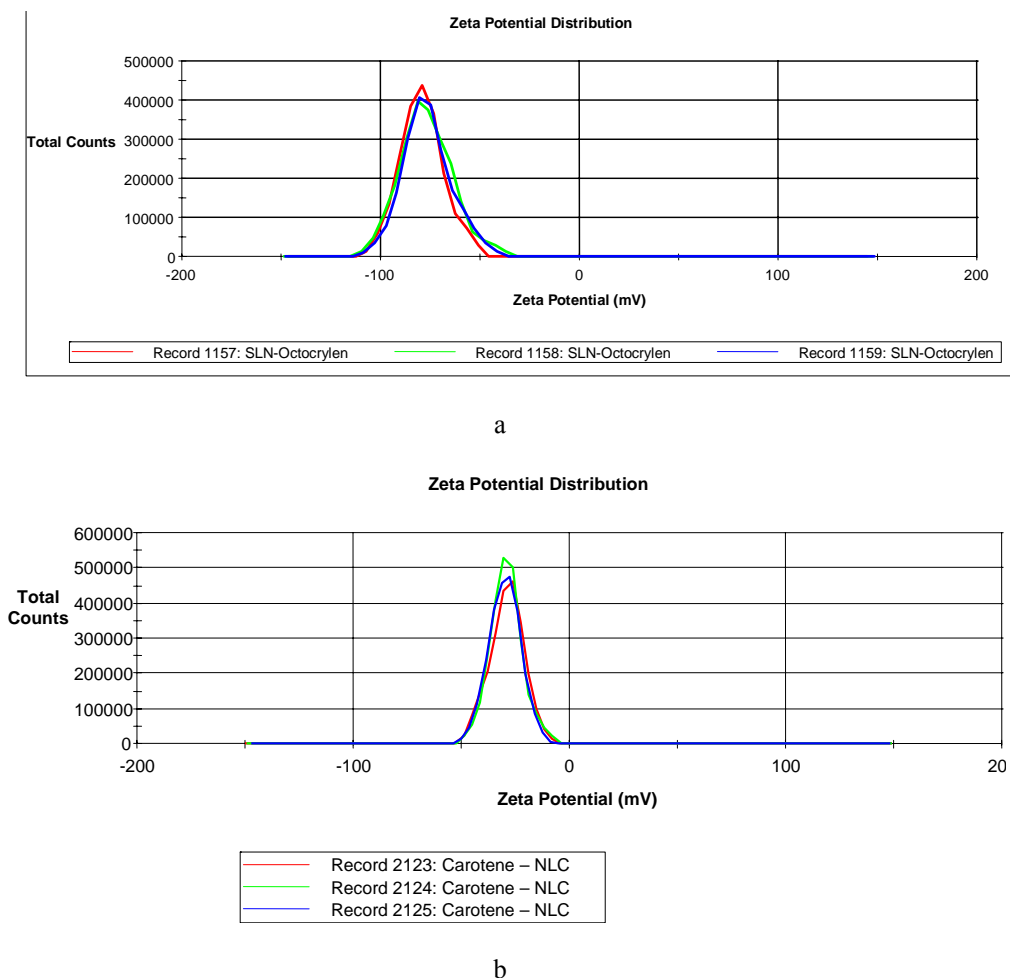 Zeta Potential Distribution
500000
400000
Total Counts 300000
200000
100000
0
-200 -100 0 100 200
Zeta Potential (mV)
Record 1157: SLN-Octocrylen Record 1158: SLN-Octocrylen Record 1159: SLN-Octocrylen
a
Zeta Potential Distribution
600000
500000
Total
Counts
400000
300000
200000
100000
0
-200 -100 0 100 20
Zeta Potential (mV)
Record 2123: Carotene – NLC
Record 2124: Carotene – NLC
Record 2125: Carotene – NLC
b